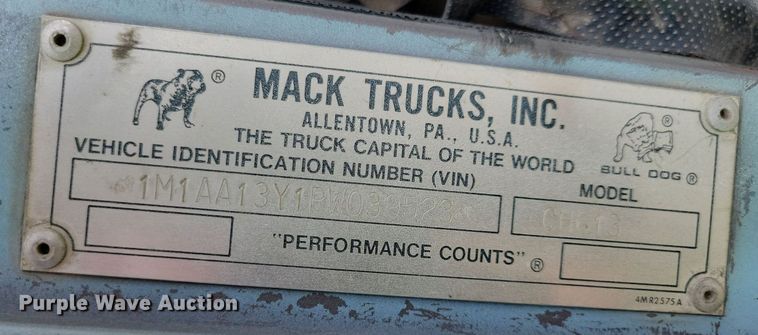 MACK TRUCKS, INC.
ALLENTOWN, PA., U.S.A.
THE TRUCK CAPITAL OF THE WORLD
®
®
BULL DOG®
VEHICLE IDENTIFICATION NUMBER (VIN)
MODEL
"PERFORMANCE COUNTS"®
4MR2575A
Purple Wave Auction